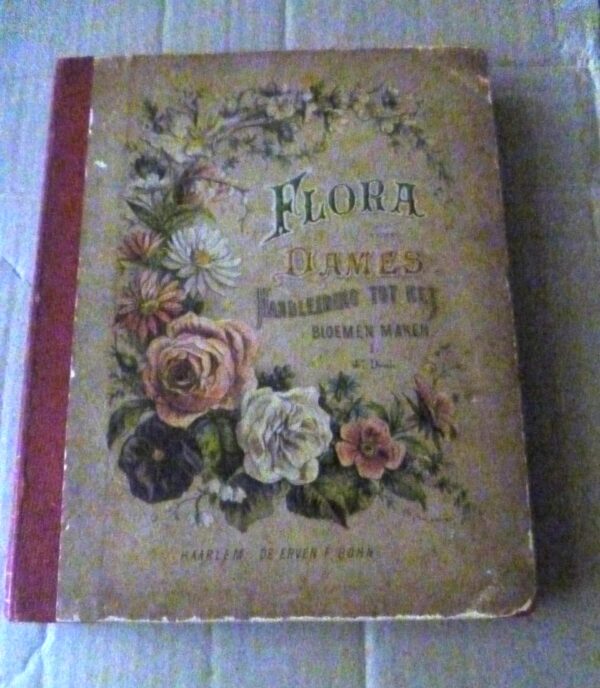 FLORA
DAMES
HANDLEIDING TOT HET
BLOEMEN MAKEN
HAARLEM DE ERVEN F. BOHN